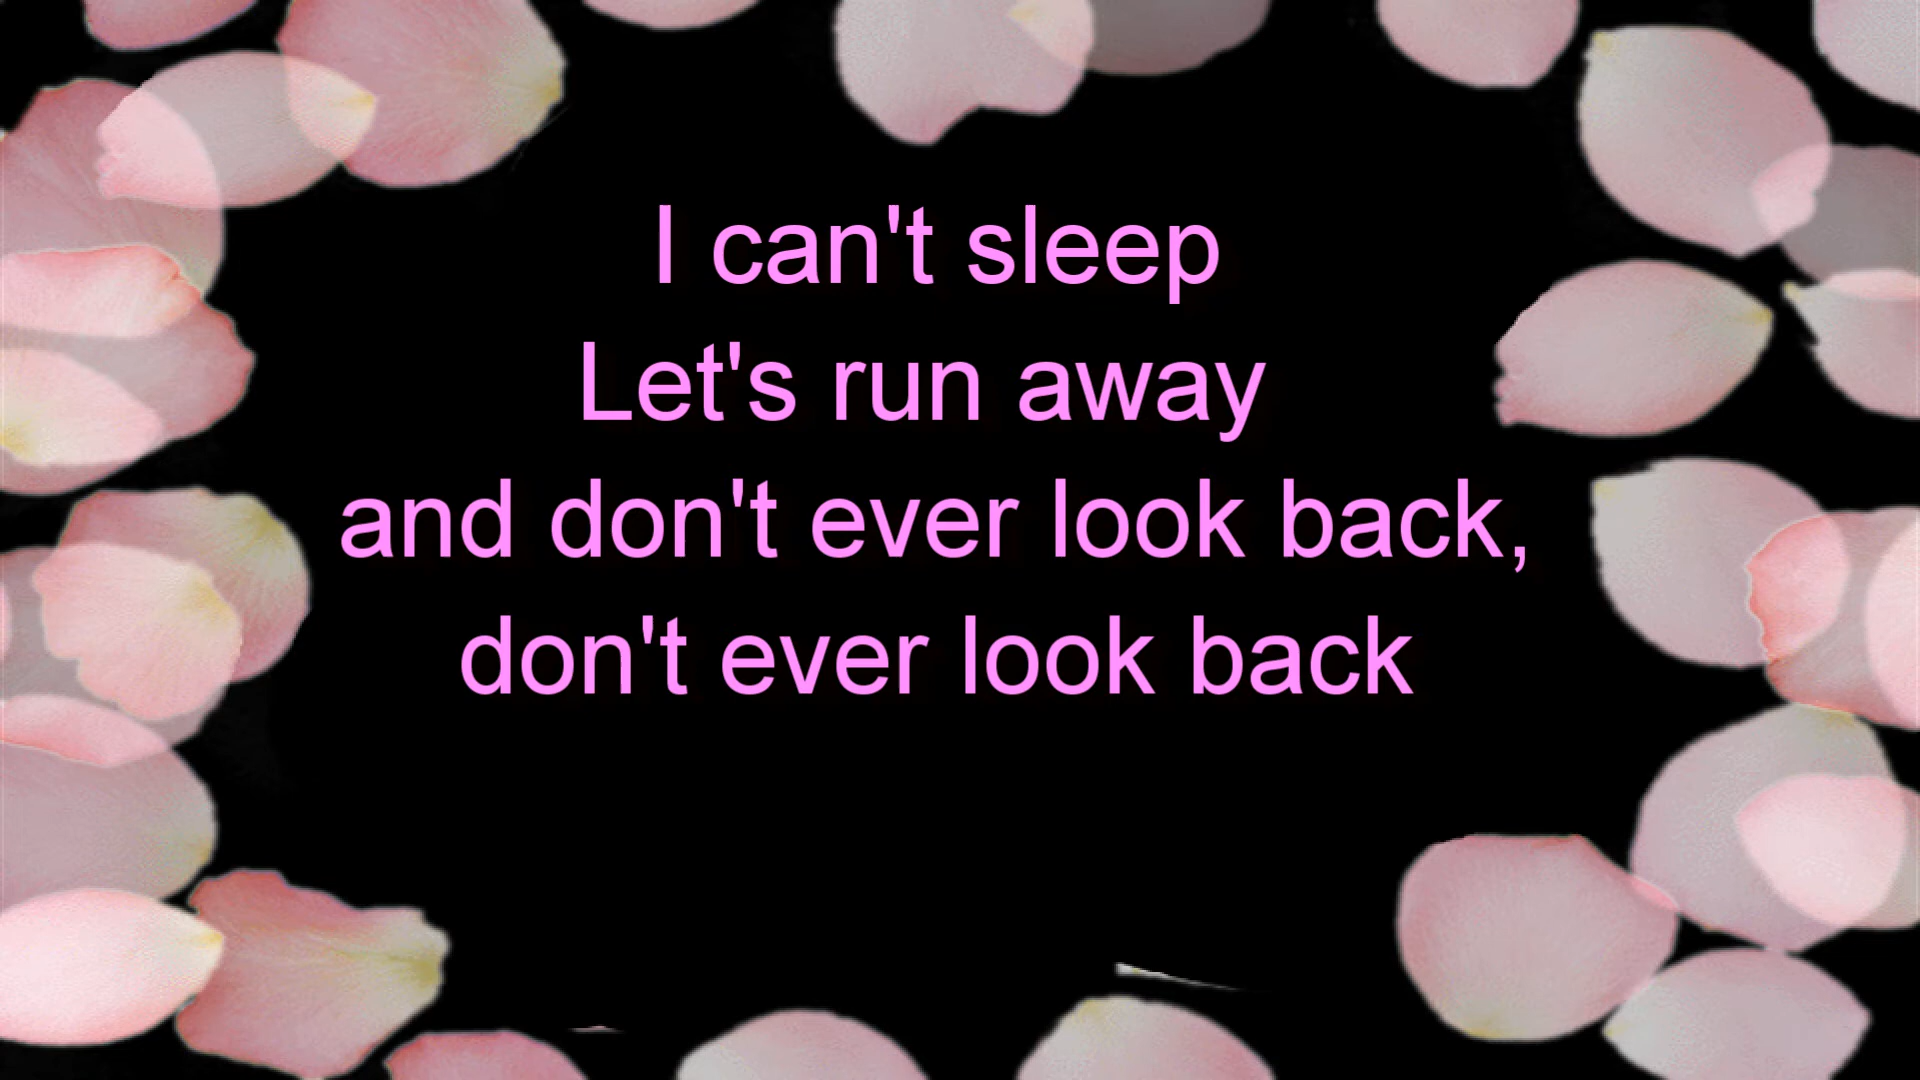 I can't sleep
Let's run away
and don't ever look back,
don't ever look back